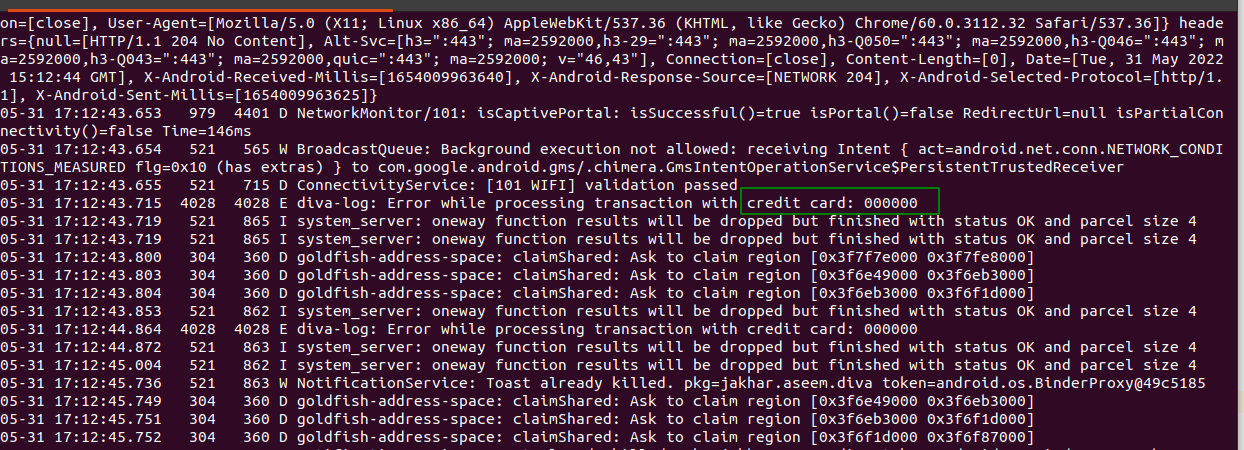 on=[close], User-Agent=[Mozilla/5.0 (X11; Linux x86_64) AppleWebKit/537.36 (KHTML, like Gecko) Chrome/60.0.3112.32 Safari/537.36]} heade
rs={null=[HTTP/1.1 204 No Content], Alt-Svc=[h3=":443"; ma=2592000,h3-29=":443"; ma=2592000,h3-Q050=":443"; ma=2592000,h3-Q046=":443"; m
a=2592000,h3-Q043=":443"; ma=2592000,quic=":443"; ma=2592000; v="46,43"], Connection=[close], Content-Length=[0], Date=[Tue, 31 May 2022
 15:12:44 GMT], X-Android-Received-Millis=[1654009963640], X-Android-Response-Source=[NETWORK 204], X-Android-Selected-Protocol=[http/1.
1], X-Android-Sent-Millis=[1654009963625]}
05-31 17:12:43.653   979  4401 D NetworkMonitor/101: isCaptivePortal: isSuccessful()=true isPortal()=false RedirectUrl=null isPartialCon
nectivity()=false Time=146ms
05-31 17:12:43.654   521   565 W BroadcastQueue: Background execution not allowed: receiving Intent { act=android.net.conn.NETWORK_CONDI
TIONS_MEASURED flg=0x10 (has extras) } to com.google.android.gms/.chimera.GmsIntentOperationService$PersistentTrustedReceiver
05-31 17:12:43.655   521   715 D ConnectivityService: [101 WIFI] validation passed
05-31 17:12:43.715  4028  4028 E diva-log: Error while processing transaction with credit card: 000000
05-31 17:12:43.719   521   865 I system_server: oneway function results will be dropped but finished with status OK and parcel size 4
05-31 17:12:43.719   521   865 I system_server: oneway function results will be dropped but finished with status OK and parcel size 4
05-31 17:12:43.800   304   360 D goldfish-address-space: claimShared: Ask to claim region [0x3f7f7e000 0x3f7fe8000]
05-31 17:12:43.803   304   360 D goldfish-address-space: claimShared: Ask to claim region [0x3f6e49000 0x3f6eb3000]
05-31 17:12:43.804   304   360 D goldfish-address-space: claimShared: Ask to claim region [0x3f6eb3000 0x3f6f1d000]
05-31 17:12:43.853   521   862 I system_server: oneway function results will be dropped but finished with status OK and parcel size 4
05-31 17:12:44.864  4028  4028 E diva-log: Error while processing transaction with credit card: 000000
05-31 17:12:44.872   521   863 I system_server: oneway function results will be dropped but finished with status OK and parcel size 4
05-31 17:12:45.004   521   862 I system_server: oneway function results will be dropped but finished with status OK and parcel size 4
05-31 17:12:45.736   521   863 W NotificationService: Toast already killed. pkg=jakhar.aseem.diva token=android.os.BinderProxy@49c5185
05-31 17:12:45.749   304   360 D goldfish-address-space: claimShared: Ask to claim region [0x3f6e49000 0x3f6eb3000]
05-31 17:12:45.751   304   360 D goldfish-address-space: claimShared: Ask to claim region [0x3f6eb3000 0x3f6f1d000]
05-31 17:12:45.752   304   360 D goldfish-address-space: claimShared: Ask to claim region [0x3f6f1d000 0x3f6f87000]